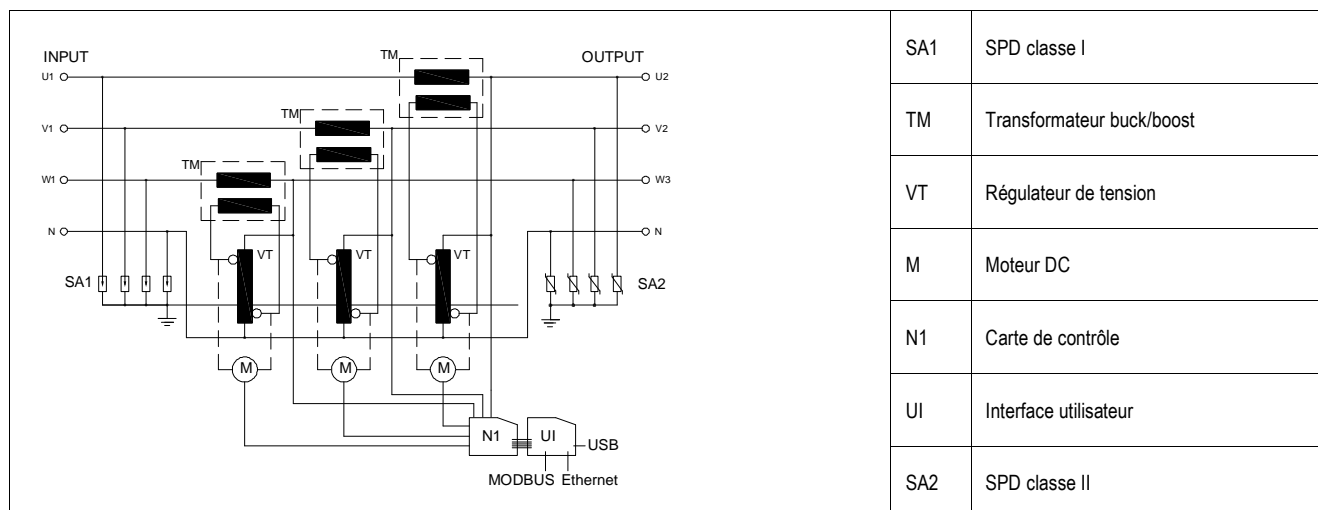 INPUT
TM
OUTPUT
U1
U2
TM
V1
V2
TM
W1
W3
N
N
VT
VT
VT
SA1
SA2
M
M
M
N1
UI
USB
MODBUS Ethernet
SA1 SPD classe I
TM Transformateur buck/boost
VT Régulateur de tension
M Moteur DC
N1 Carte de contrôle
UI Interface utilisateur
SA2 SPD classe II